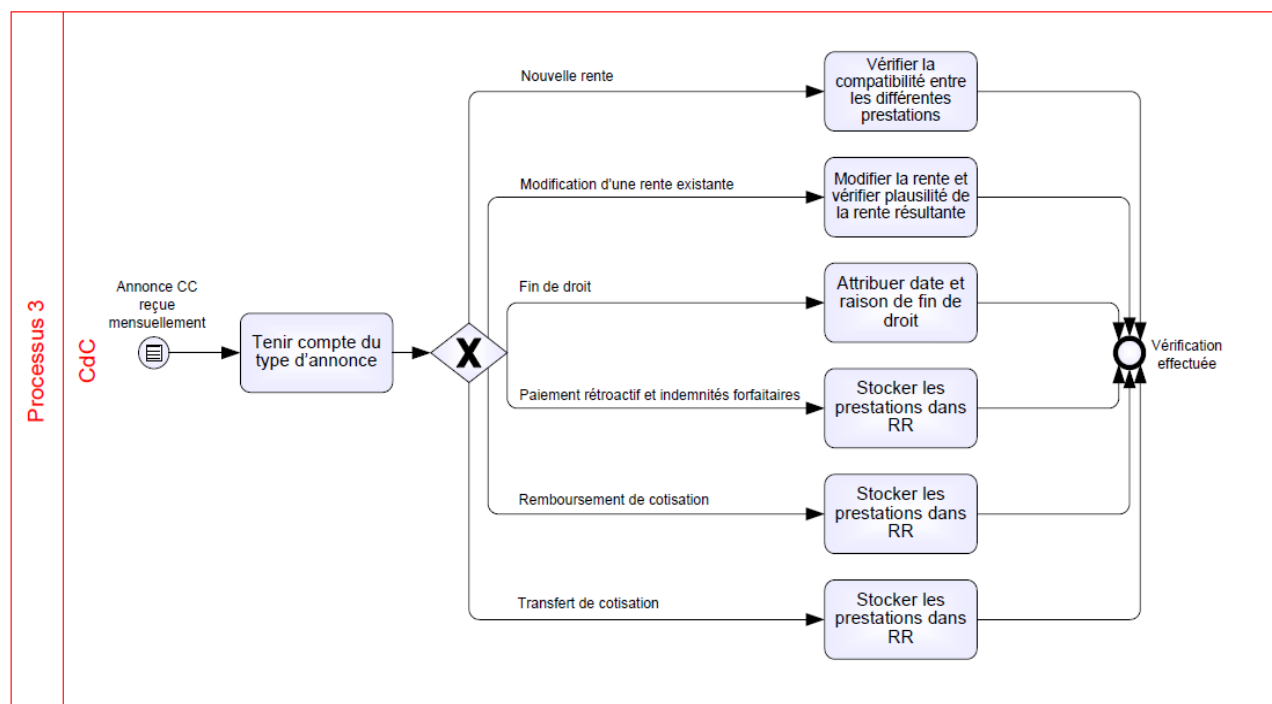 Processus 3
CdC
Annonce CC
reçue
mensuellement
Tenir compte du
type d'annonce
X
Nouvelle rente
Vérifier la
compatibilité entre
les différentes
prestations
Modification d'une rente existante
Modifier la rente et
vérifier plausilité de
la rente résultante
Fin de droit
Attribuer date et
raison de fin de
droit
Paiement rétroactif et indemnités forfaitaires
Stocker les
prestations dans
RR
Remboursement de cotisation
Stocker les
prestations dans
RR
Transfert de cotisation
Stocker les
prestations dans
RR
Vérification
effectuée